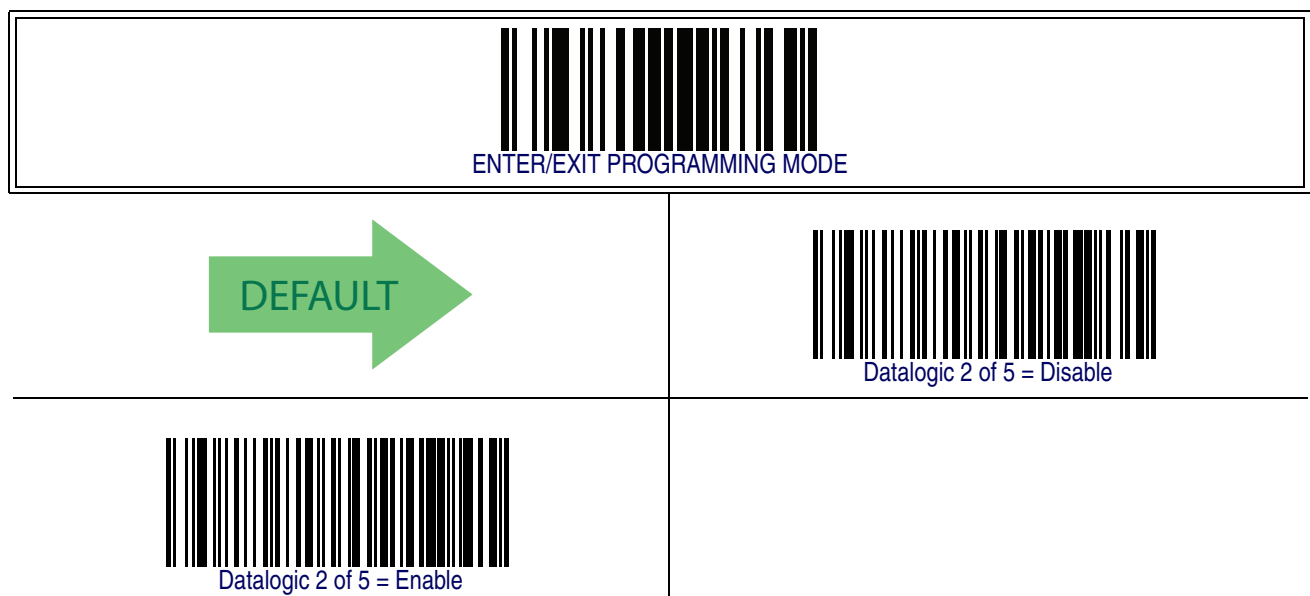 ENTER/EXIT PROGRAMMING MODE
DEFAULT
Datalogic 2 of 5 = Disable
Datalogic 2 of 5 = Enable